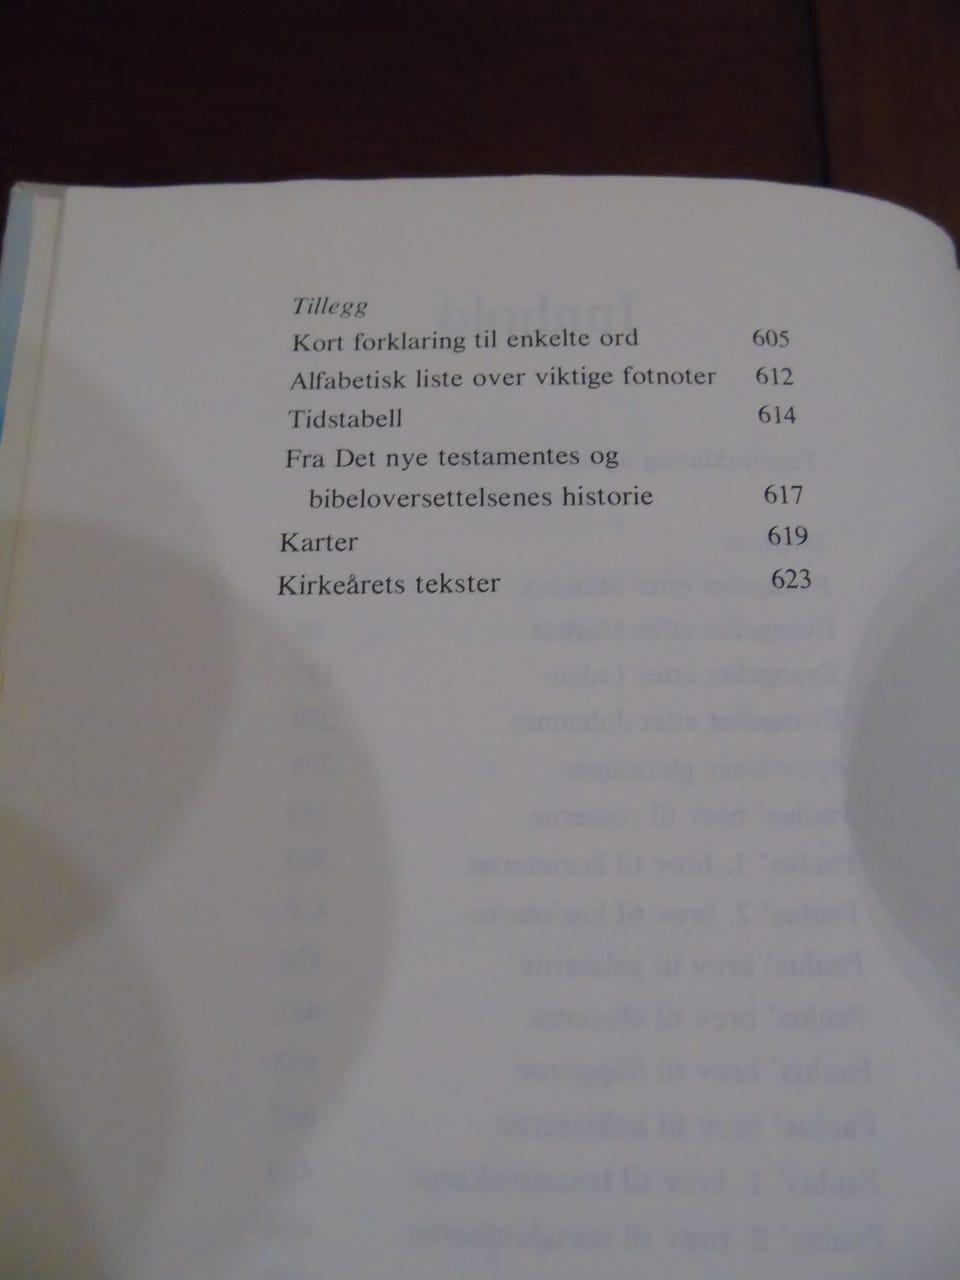 Tillegg
Kort forklaring til enkelte ord 605
Alfabetisk liste over viktige fotnoter 612
Tidstabell 614
Fra Det nye testamentes og
bibeloversettelsenes historie 617
Karter 619
Kirkeårets tekster 623